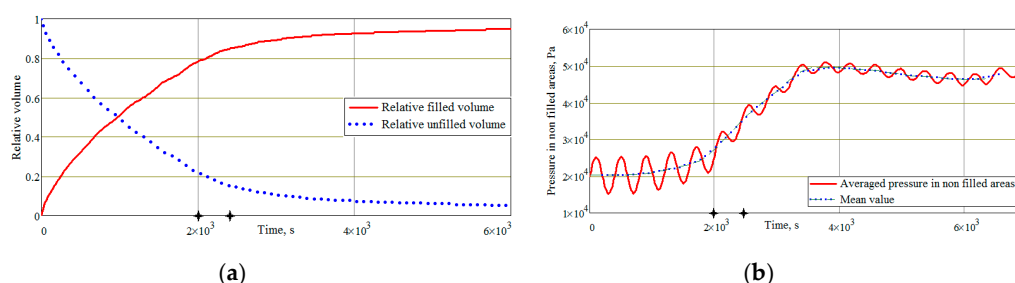 1
0.8
0.6
0.4
0.2
0
Relative volume
Relative filled volume
Relative unfilled volume
0
2×10³
Time, s
4×10³
6×10³
(a)
6×10⁴
5×10⁴
4×10⁴
3×10⁴
2×10⁴
1×10⁴
Pressure in non filled areas, Pa
Averaged pressure in non filled areas
Mean value
0
2×10³
Time, s
4×10³
6×10³
(b)